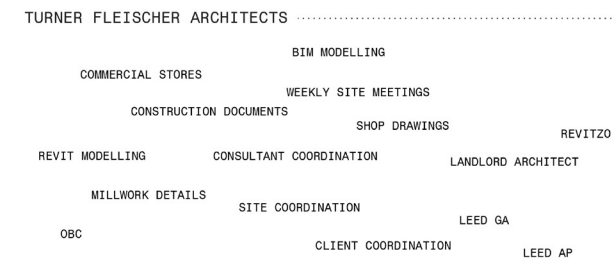 TURNER FLEISCHER ARCHITECTS
BIM MODELLING
COMMERCIAL STORES
WEEKLY SITE MEETINGS
CONSTRUCTION DOCUMENTS
SHOP DRAWINGS
REVITZO
REVIT MODELLING
CONSULTANT COORDINATION
LANDLORD ARCHITECT
MILLWORK DETAILS
SITE COORDINATION
LEED GA
OBC
CLIENT COORDINATION
LEED AP